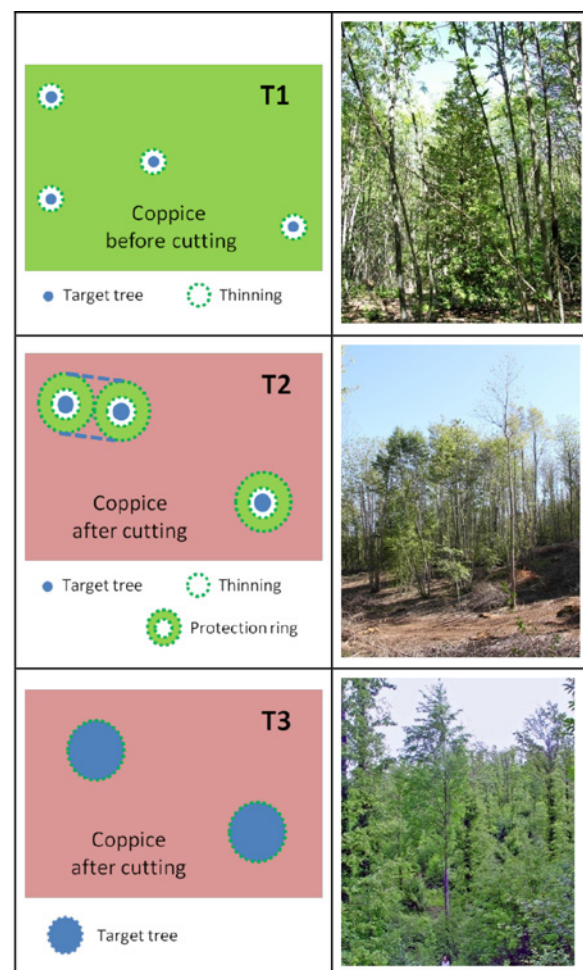 T1
Coppice
before cutting
Target tree
Thinning
T2
Coppice
after cutting
Target tree
Thinning
Protection ring
T3
Coppice
after cutting
Target tree